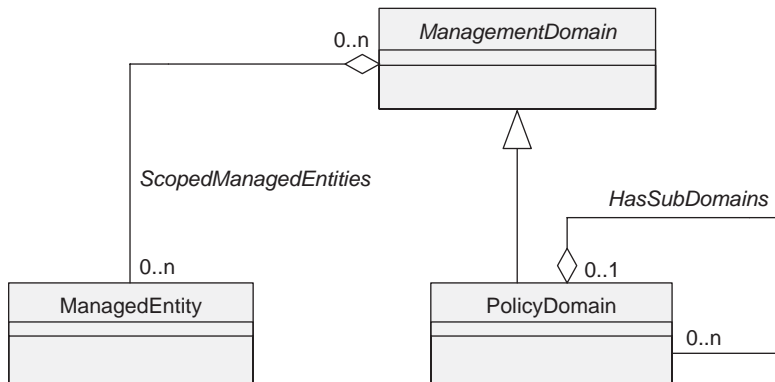 0..n
ManagementDomain
ScopedManagedEntities
HasSubDomains
0..n
0..1
ManagedEntity
PolicyDomain
0..n